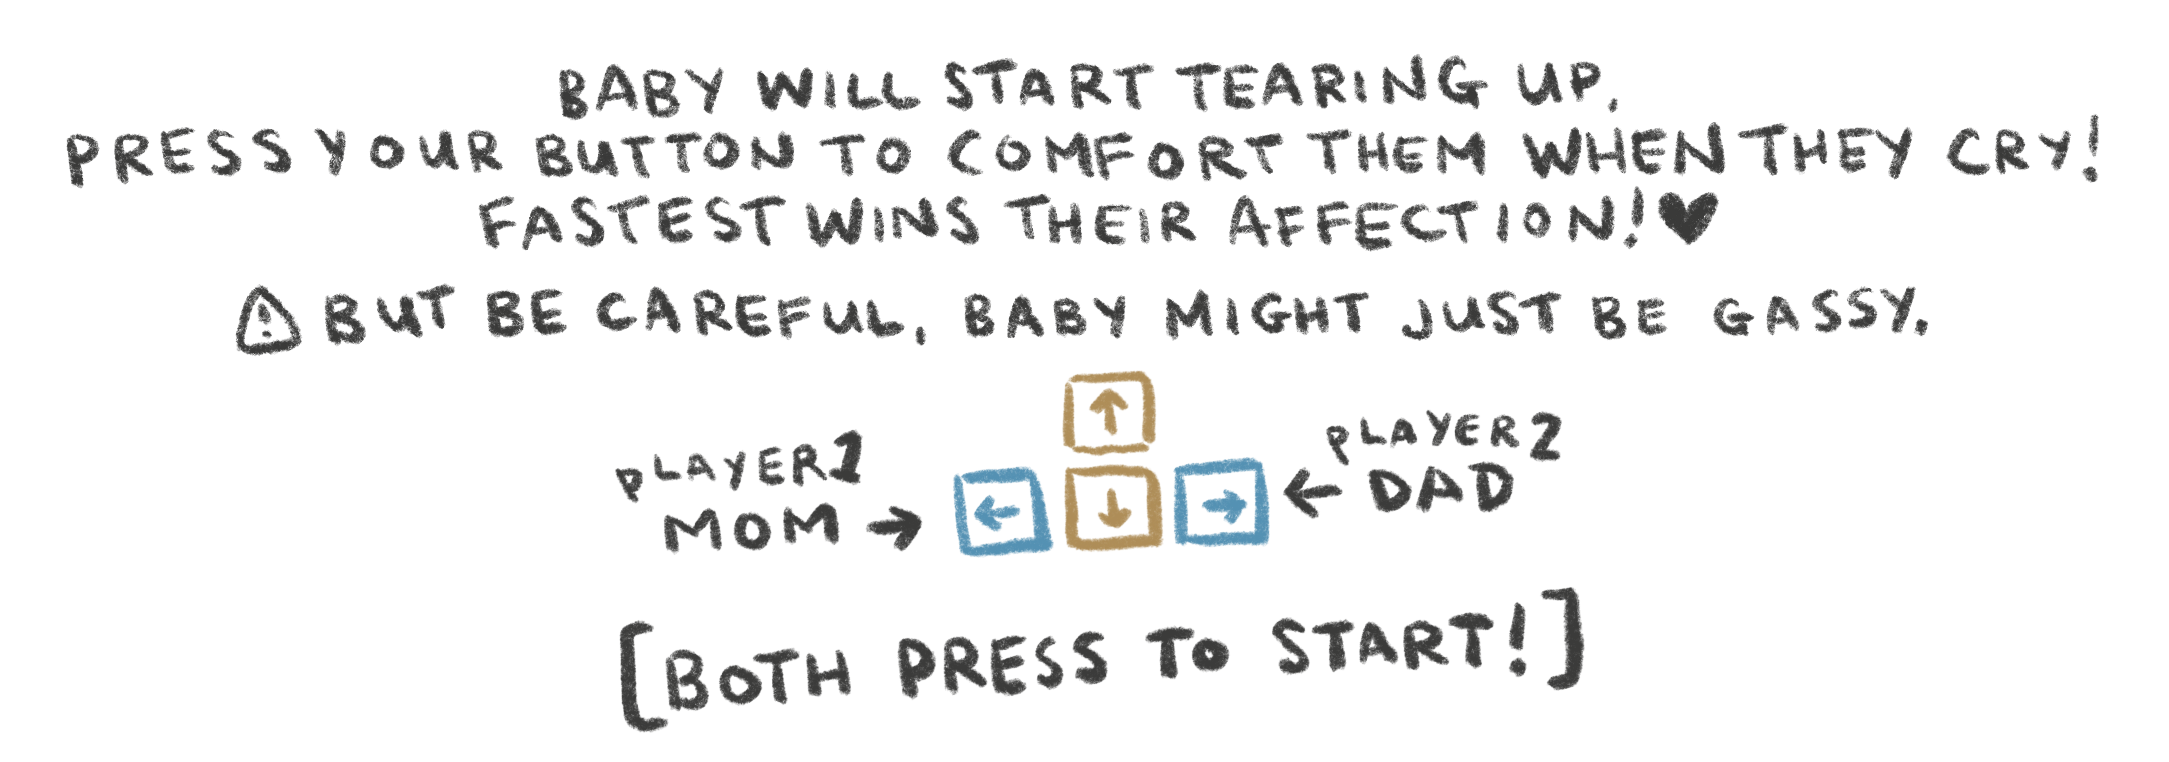 BABY WILL START TEARING UP.
PRESS YOUR BUTTON TO COMFORT THEM WHEN THEY CRY!
FASTEST WINS THEIR AFFECTION!♥
⚠ BUT BE CAREFUL, BABY MIGHT JUST BE GASSY.
PLAYER 1
MOM →
↑
← ↓ →
PLAYER 2
← DAD
[BOTH PRESS TO START!]